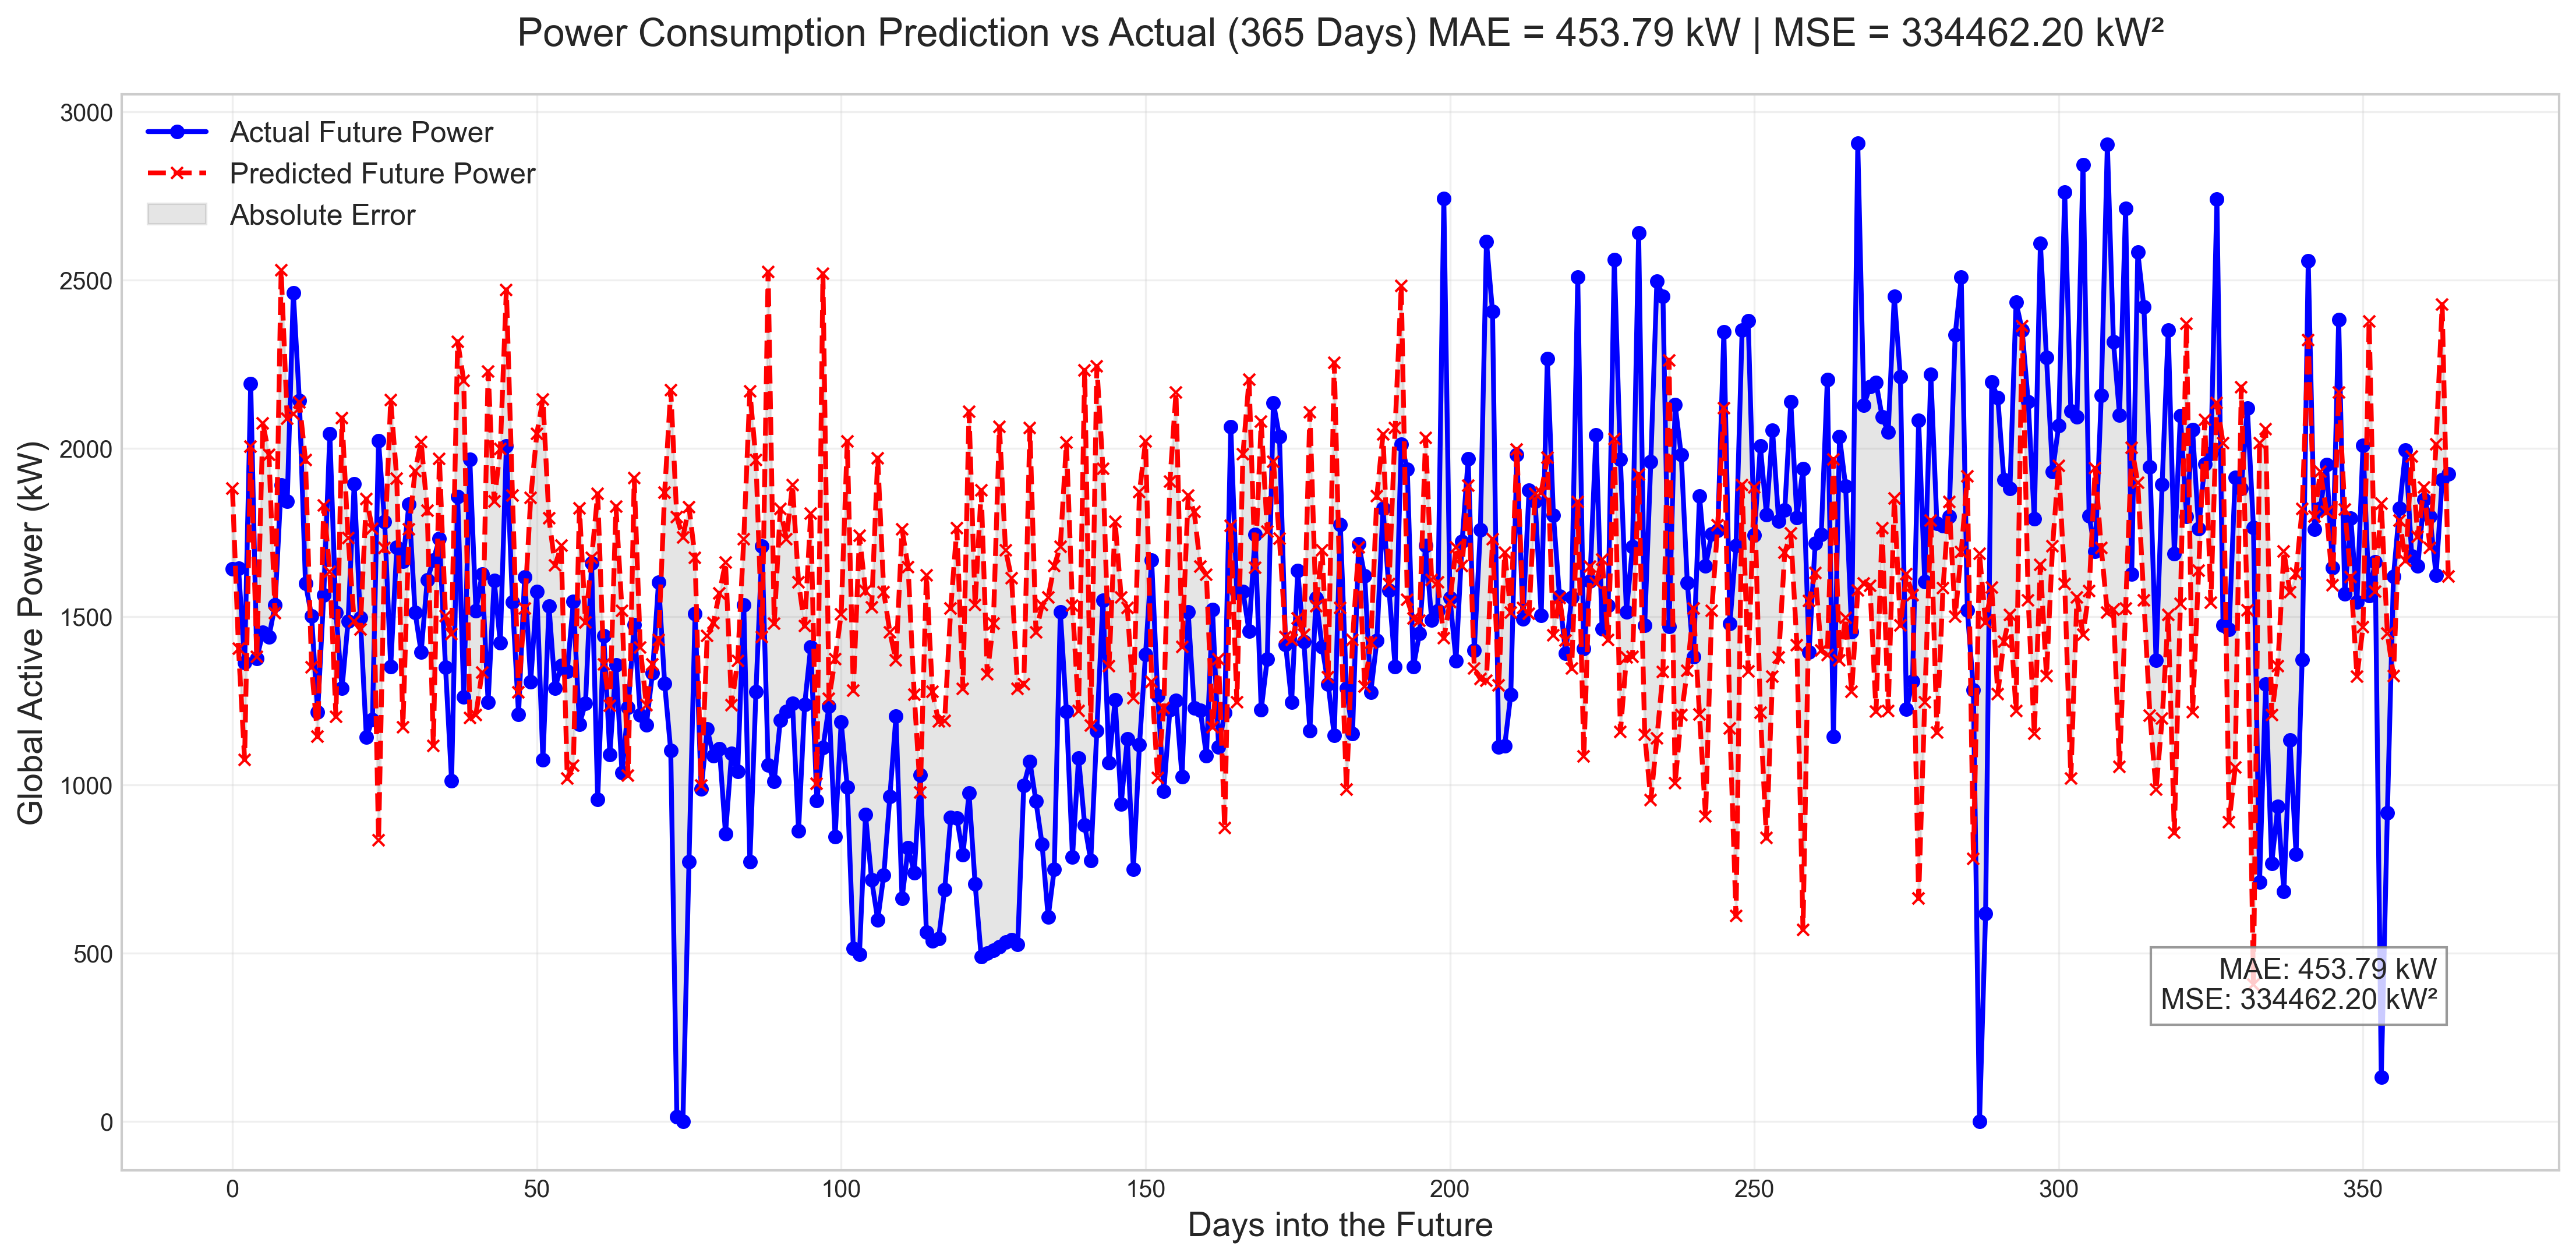 Power Consumption Prediction vs Actual (365 Days) MAE = 453.79 kW | MSE = 334462.20 kW²
3000
2500
2000
1500
1000
500
0
Global Active Power (kW)
Actual Future Power
Predicted Future Power
Absolute Error
MAE: 453.79 kW
MSE: 334462.20 kW²
0 50 100 150 200 250 300 350
Days into the Future